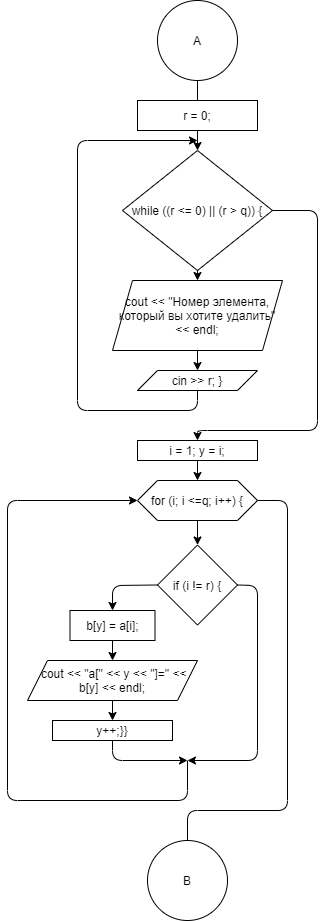 A
r = 0;
while ((r <= 0) || (r > q)) {
cout << "Номер элемента,
который вы хотите удалить"
<< endl;
cin >> r; }
i = 1; y = i;
for (i; i <=q; i++) {
if (i != r) {
b[y] = a[i];
cout << "a[" << y << "]=" <<
b[y] << endl;
y++;}}
B